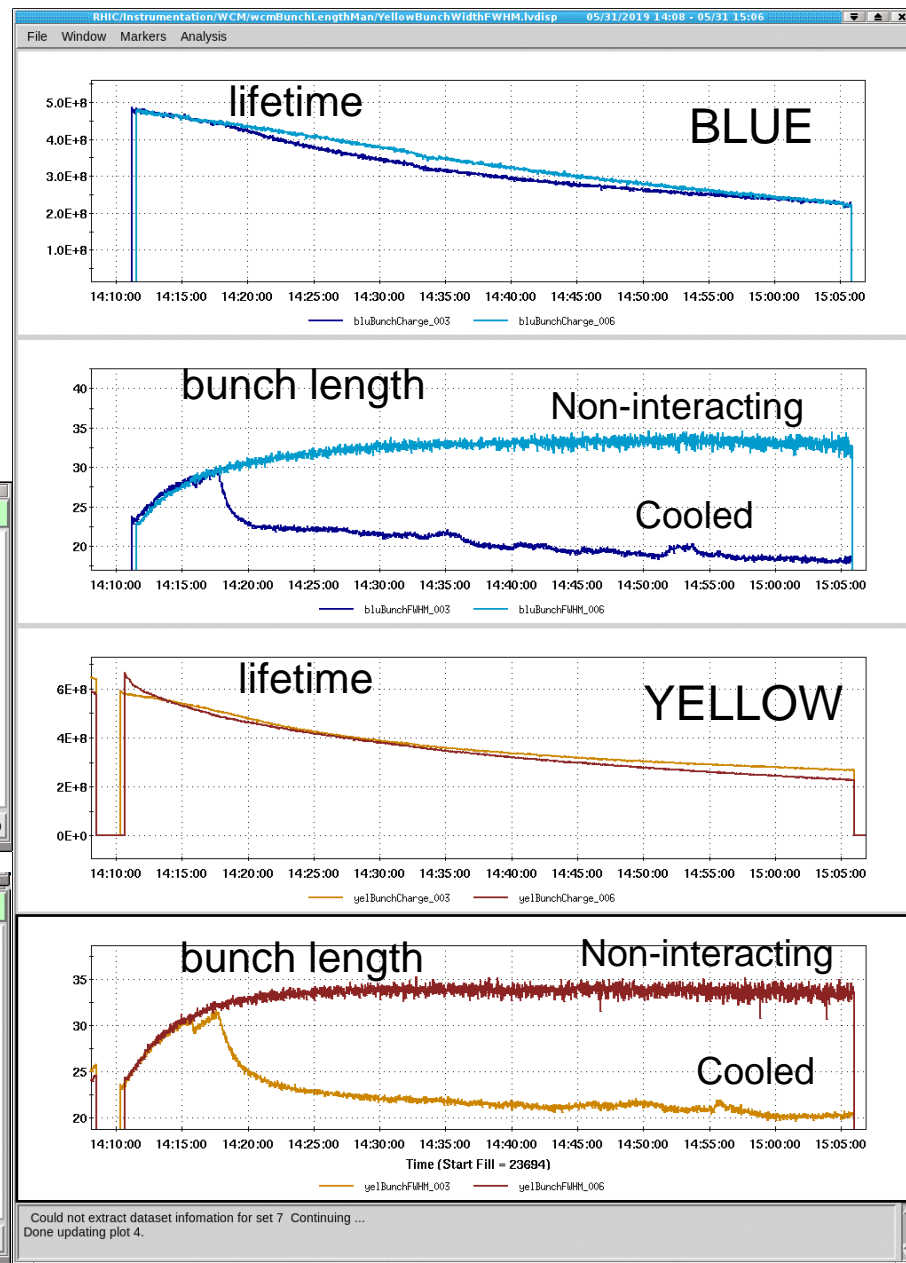 RHIC/Instrumentation/WCM/wcmBunchLengthMan/YellowBunchWidthFWHM.lvdisp 05/31/2019 14:08 - 05/31 15:06
File Window Markers Analysis
lifetime
BLUE
5.0E+8
4.0E+8
3.0E+8
2.0E+8
1.0E+8
14:10:00 14:15:00 14:20:00 14:25:00 14:30:00 14:35:00 14:40:00 14:45:00 14:50:00 14:55:00 15:00:00 15:05:00
bluBunchCharge_003 bluBunchCharge_006
bunch length
Non-interacting
Cooled
40
35
30
25
20
14:10:00 14:15:00 14:20:00 14:25:00 14:30:00 14:35:00 14:40:00 14:45:00 14:50:00 14:55:00 15:00:00 15:05:00
bluBunchFWHM_003 bluBunchFWHM_006
lifetime
YELLOW
6E+8
4E+8
2E+8
0E+0
14:10:00 14:15:00 14:20:00 14:25:00 14:30:00 14:35:00 14:40:00 14:45:00 14:50:00 14:55:00 15:00:00 15:05:00
yelBunchCharge_003 yelBunchCharge_006
bunch length
Non-interacting
Cooled
35
30
25
20
14:10:00 14:15:00 14:20:00 14:25:00 14:30:00 14:35:00 14:40:00 14:45:00 14:50:00 14:55:00 15:00:00 15:05:00
Time (Start Fill = 23694)
yelBunchFWHM_003 yelBunchFWHM_006
Could not extract dataset infomation for set 7 Continuing ...
Done updating plot 4.